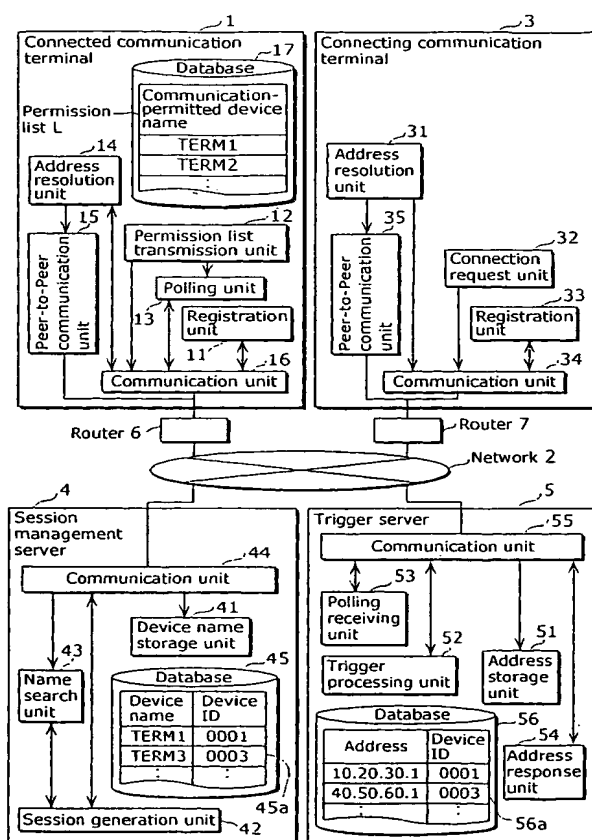 1
Connected communication
terminal
17
Database
Communication-
permitted device
name
TERM1
TERM2
Permission
list L
14
Address
resolution
unit
15
Peer-to-Peer
communication
unit
12
Permission list
transmission unit
Polling unit
13
Registration
unit
11
16
Communication unit
3
Connecting communication
terminal
31
Address
resolution
unit
35
Peer-to-Peer
communication
unit
32
Connection
request unit
33
Registration
unit
34
Communication unit
Router 6
Router 7
Network 2
4
Session
management
server
44
Communication unit
41
Device name
storage unit
43
Name
search
unit
45
Database
Device
name
Device
ID
TERM1 0001
TERM3 0003
45a
Session generation unit
42
5
Trigger server
55
Communication unit
53
Polling
receiving
unit
52
Trigger
processing unit
51
Address
storage
unit
56
Database
Address
Device
ID
10.20.30.1 0001
40.50.60.1 0003
56a
54
Address
response
unit